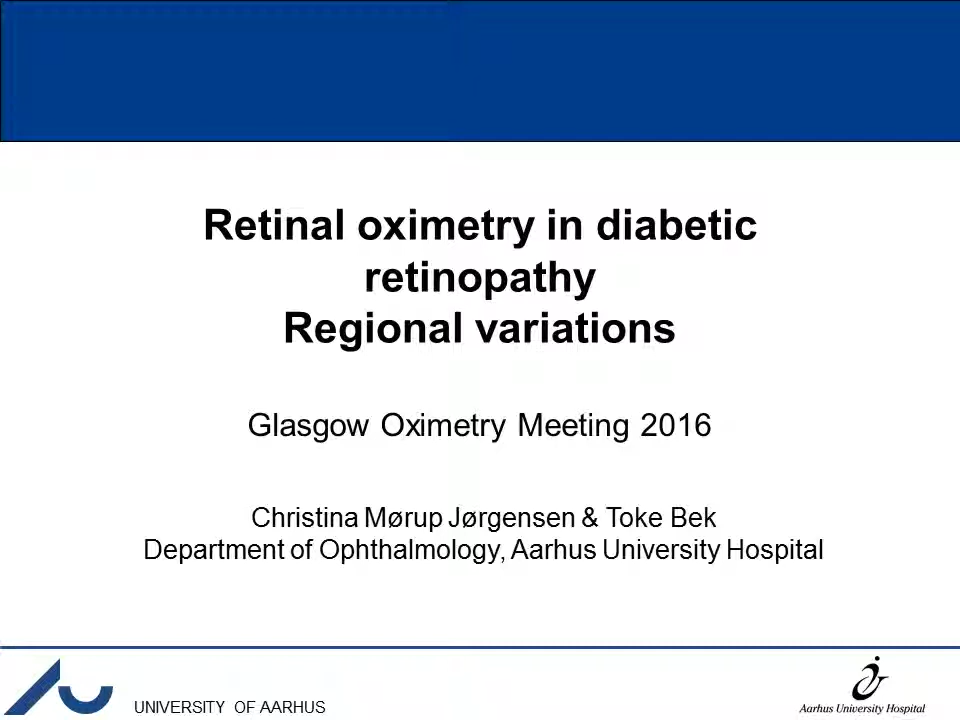 Retinal oximetry in diabetic
retinopathy
Regional variations
Glasgow Oximetry Meeting 2016
Christina Mørup Jørgensen & Toke Bek
Department of Ophthalmology, Aarhus University Hospital
UNIVERSITY OF AARHUS
Aarhus University Hospital